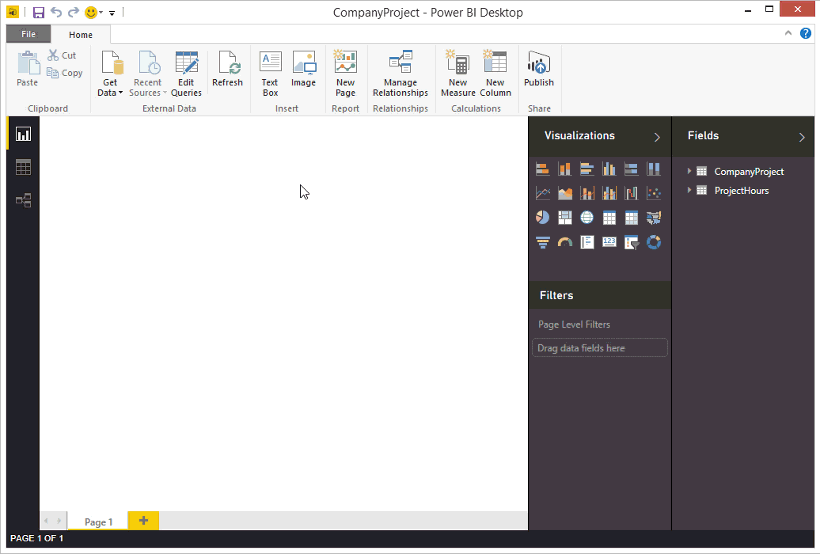 CompanyProject - Power BI Desktop
File Home
Paste
Cut
Copy
Get Data
Recent Sources
Edit Queries
Refresh
Text Box
Image
New Page
Manage Relationships
New Measure
New Column
Publish
Clipboard External Data Insert Report Relationships Calculations Share
Visualizations
Fields
CompanyProject
ProjectHours
123
Filters
Page Level Filters
Drag data fields here
Page 1
PAGE 1 OF 1